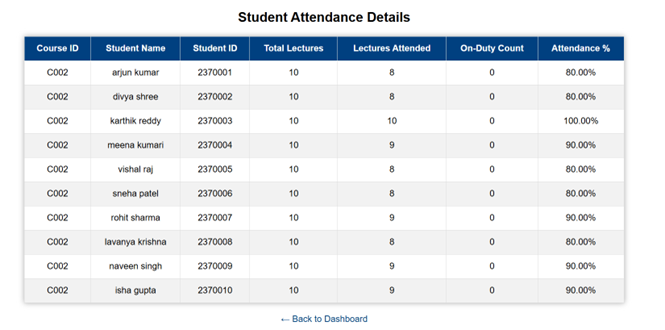 Student Attendance Details
Course ID Student Name Student ID Total Lectures Lectures Attended On-Duty Count Attendance %
C002 arjun kumar 2370001 10 8 0 80.00%
C002 divya shree 2370002 10 8 0 80.00%
C002 karthik reddy 2370003 10 10 0 100.00%
C002 meena kumari 2370004 10 9 0 90.00%
C002 vishal raj 2370005 10 8 0 80.00%
C002 sneha patel 2370006 10 8 0 80.00%
C002 rohit sharma 2370007 10 9 0 90.00%
C002 lavanya krishna 2370008 10 8 0 80.00%
C002 naveen singh 2370009 10 9 0 90.00%
C002 isha gupta 2370010 10 9 0 90.00%
← Back to Dashboard